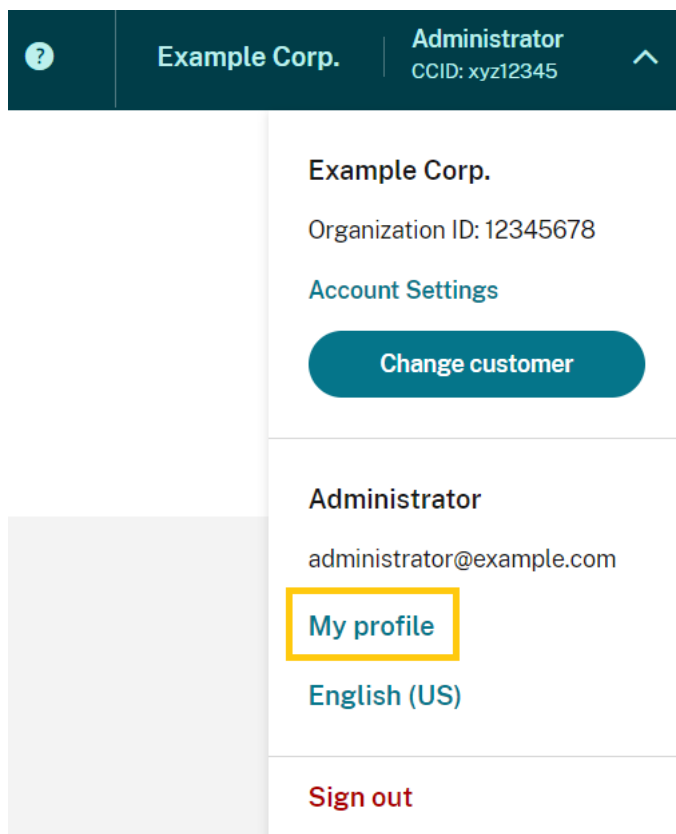 ?
Example Corp.
Administrator
CCID: xyz12345
Example Corp.
Organization ID: 12345678
Account Settings
Change customer
Administrator
administrator@example.com
My profile
English (US)
Sign out